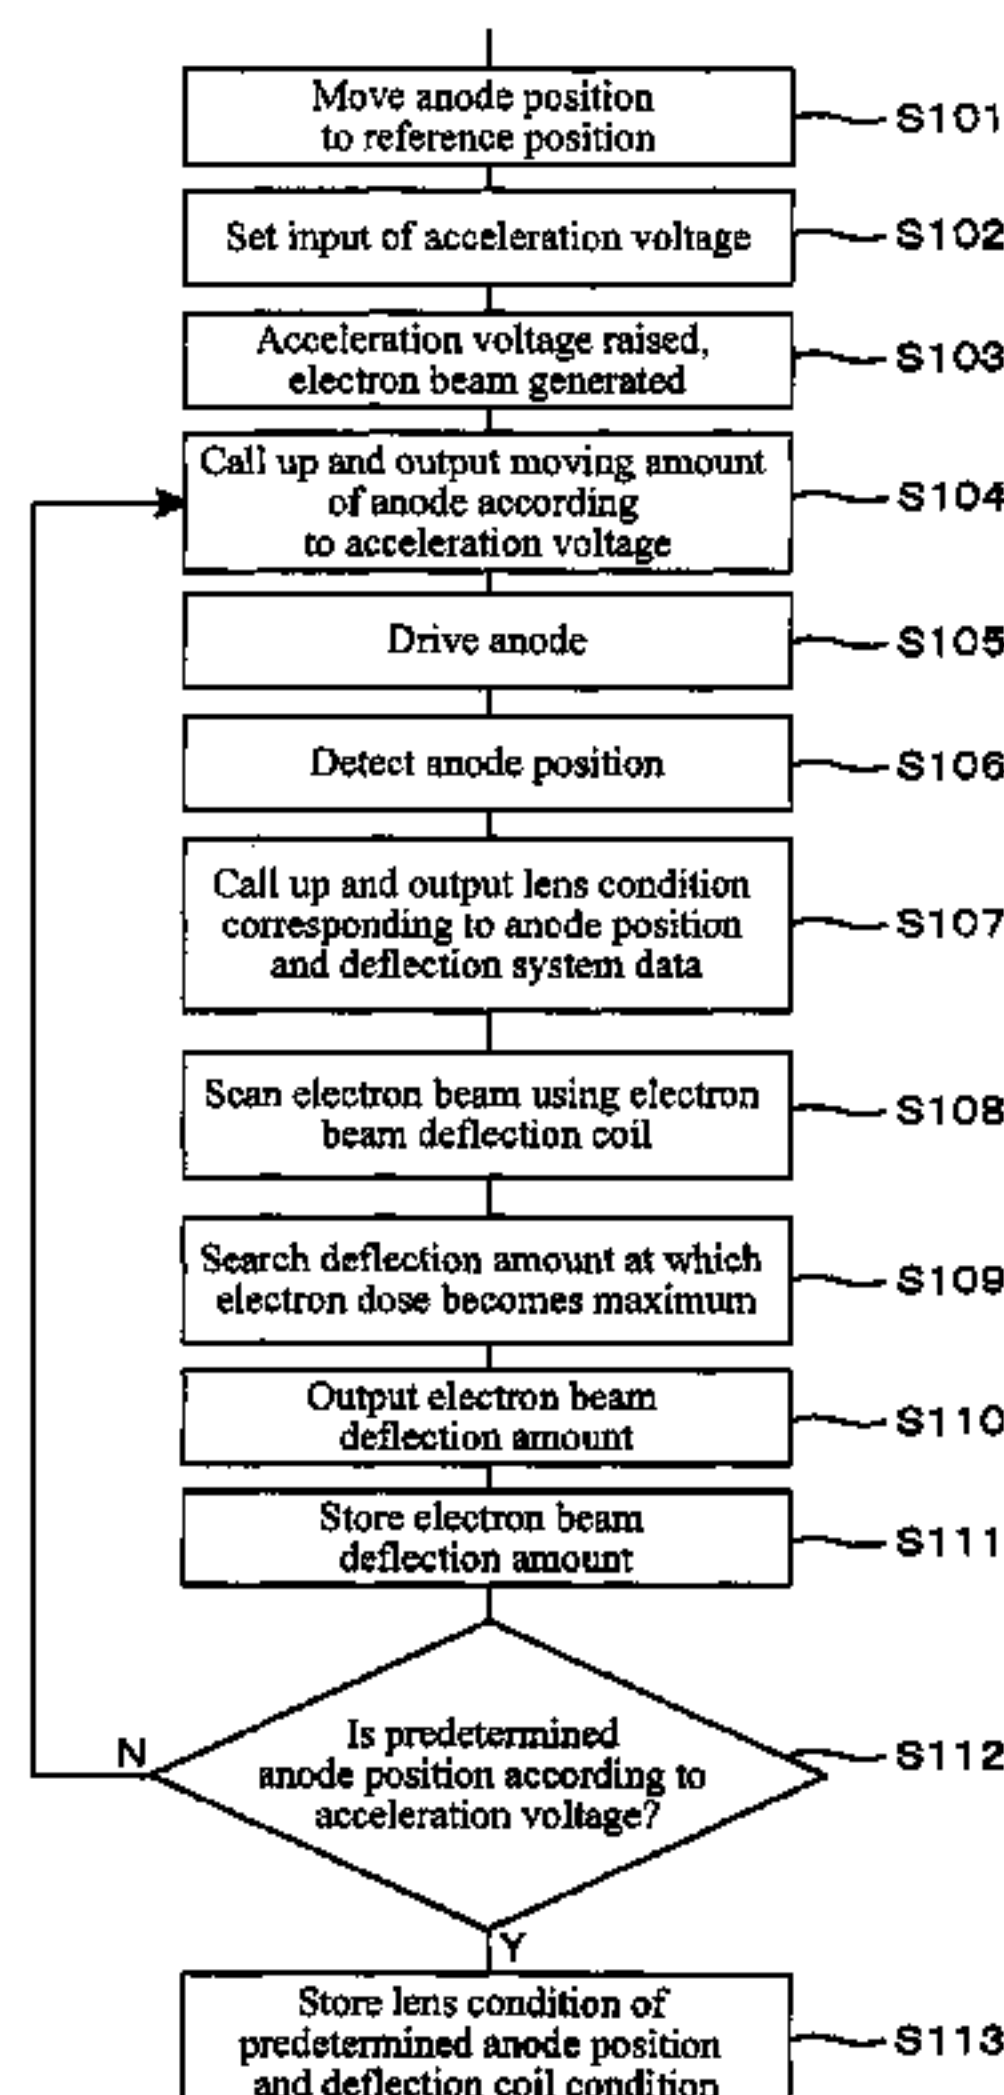 Move anode position
to reference position
S101
Set input of acceleration voltage
S102
Acceleration voltage raised,
electron beam generated
S103
Call up and output moving amount
of anode according
to acceleration voltage
S104
Drive anode
S105
Detect anode position
S106
Call up and output lens condition
corresponding to anode position
and deflection system data
S107
Scan electron beam using electron
beam deflection coil
S108
Search deflection amount at which
electron dose becomes maximum
S109
Output electron beam
deflection amount
S110
Store electron beam
deflection amount
S111
N
Is predetermined
anode position according to
acceleration voltage?
S112
Y
Store lens condition of
predetermined anode position
and deflection coil condition
S113